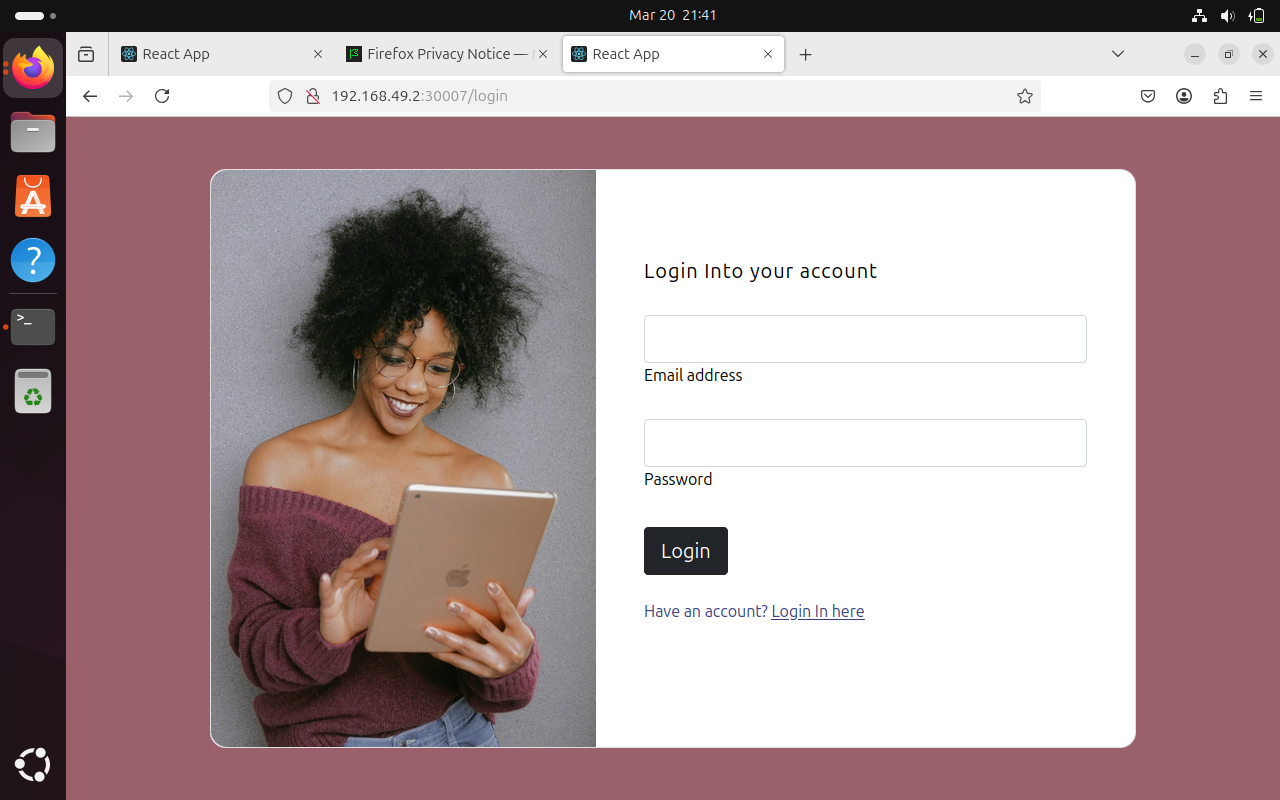 Mar 20 21:41
React App
Firefox Privacy Notice —
React App
192.168.49.2:30007/login
Login Into your account
Email address
Password
Login
Have an account? Login In here